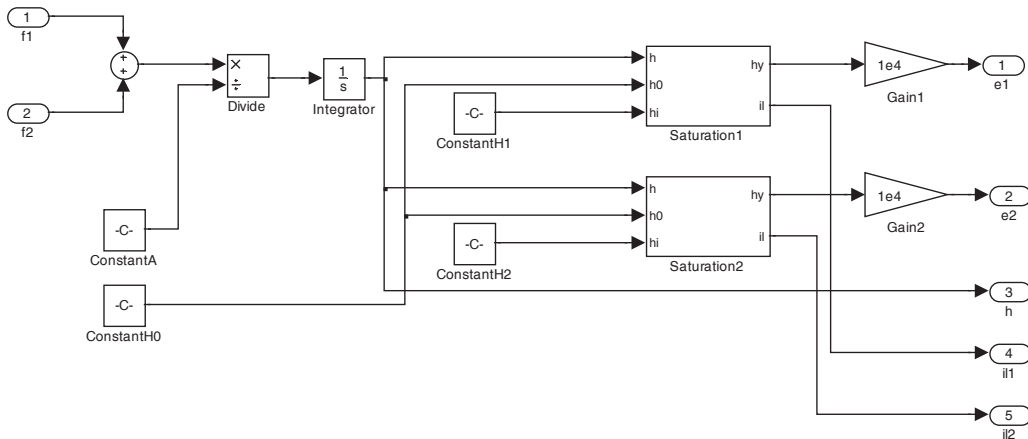 1
f1
2
f2
+
+
×
÷
Divide
1
s
Integrator
-C-
ConstantA
-C-
ConstantH0
-C-
ConstantH1
-C-
ConstantH2
h
h0
hi
hy
il
Saturation1
h
h0
hi
hy
il
Saturation2
1e4
Gain1
1e4
Gain2
1
e1
2
e2
3
h
4
il1
5
il2